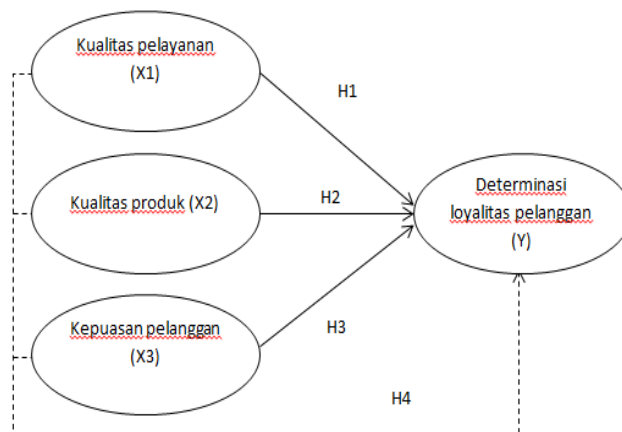 Kualitas pelayanan
(X1)
H1
Kualitas produk (X2)
H2
Determinasi
loyalitas pelanggan
(Y)
Kepuasan pelanggan
(X3)
H3
H4